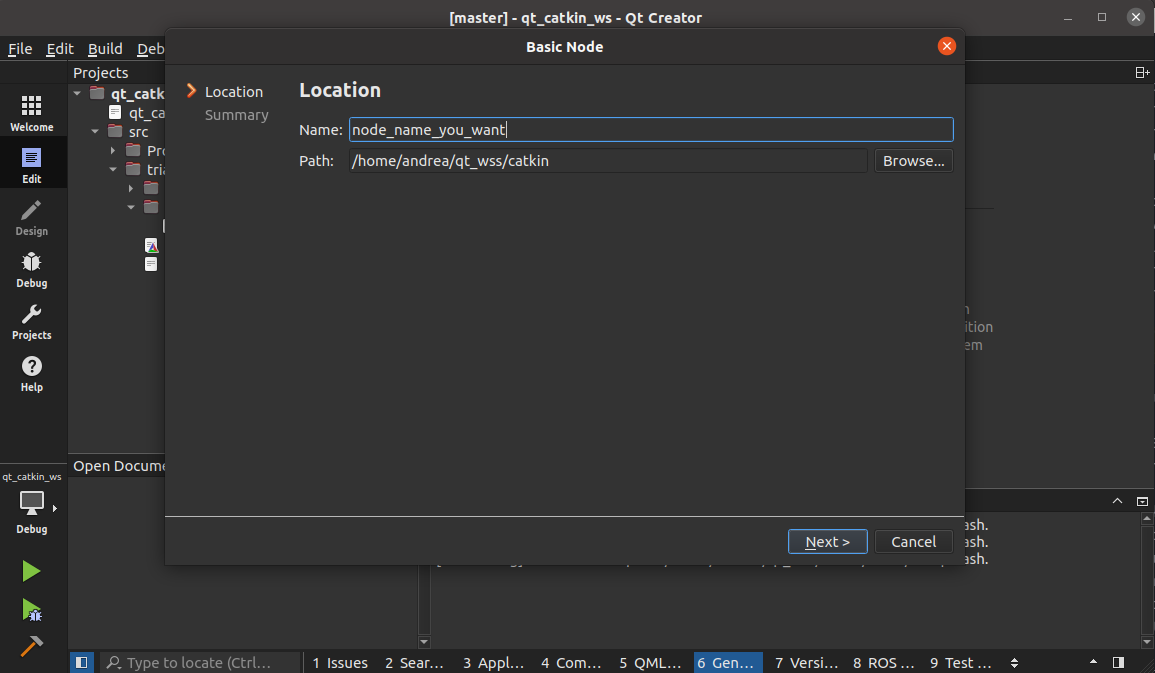 [master] - qt_catkin_ws - Qt Creator
File Edit Build Deb
Basic Node
Projects
Welcome
Edit
Design
Debug
Projects
Help
qt_catkin_ws
Debug
qt_catk
qt_ca
src
Pro
tria
Open Docume
Location
Summary
Location
Name: node_name_you_want
Path: /home/andrea/qt_wss/catkin Browse...
Next > Cancel
ition
em
ash.
ash.
ash.
Type to locate (Ctrl... 1 Issues 2 Sear... 3 Appl... 4 Com... 5 QML... 6 Gen... 7 Versi... 8 ROS ... 9 Test ...